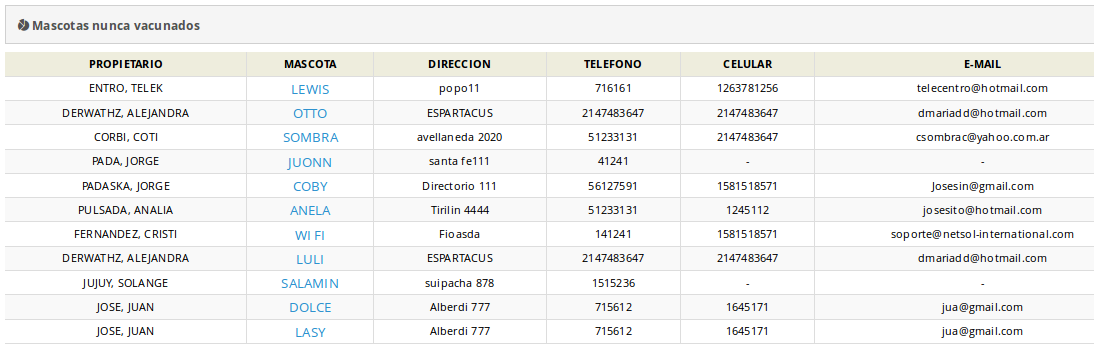 Mascotas nunca vacunados
PROPIETARIO MASCOTA DIRECCION TELEFONO CELULAR E-MAIL
ENTRO, TELEK LEWIS popo11 716161 1263781256 telecentro@hotmail.com
DERWATHZ, ALEJANDRA OTTO ESPARTACUS 2147483647 2147483647 dmariadd@hotmail.com
CORBI, COTI SOMBRA avellaneda 2020 51233131 2147483647 csombrac@yahoo.com.ar
PADA, JORGE JUONN santa fe111 41241 - -
PADASKA, JORGE COBY Directorio 111 56127591 1581518571 Josesin@gmail.com
PULSADA, ANALIA ANELA Tirilin 4444 51233131 1245112 josesito@hotmail.com
FERNANDEZ, CRISTI WI FI Fioasda 141241 1581518571 soporte@netsol-international.com
DERWATHZ, ALEJANDRA LULI ESPARTACUS 2147483647 2147483647 dmariadd@hotmail.com
JUJUY, SOLANGE SALAMIN suipacha 878 1515236 - -
JOSE, JUAN DOLCE Alberdi 777 715612 1645171 jua@gmail.com
JOSE, JUAN LASY Alberdi 777 715612 1645171 jua@gmail.com